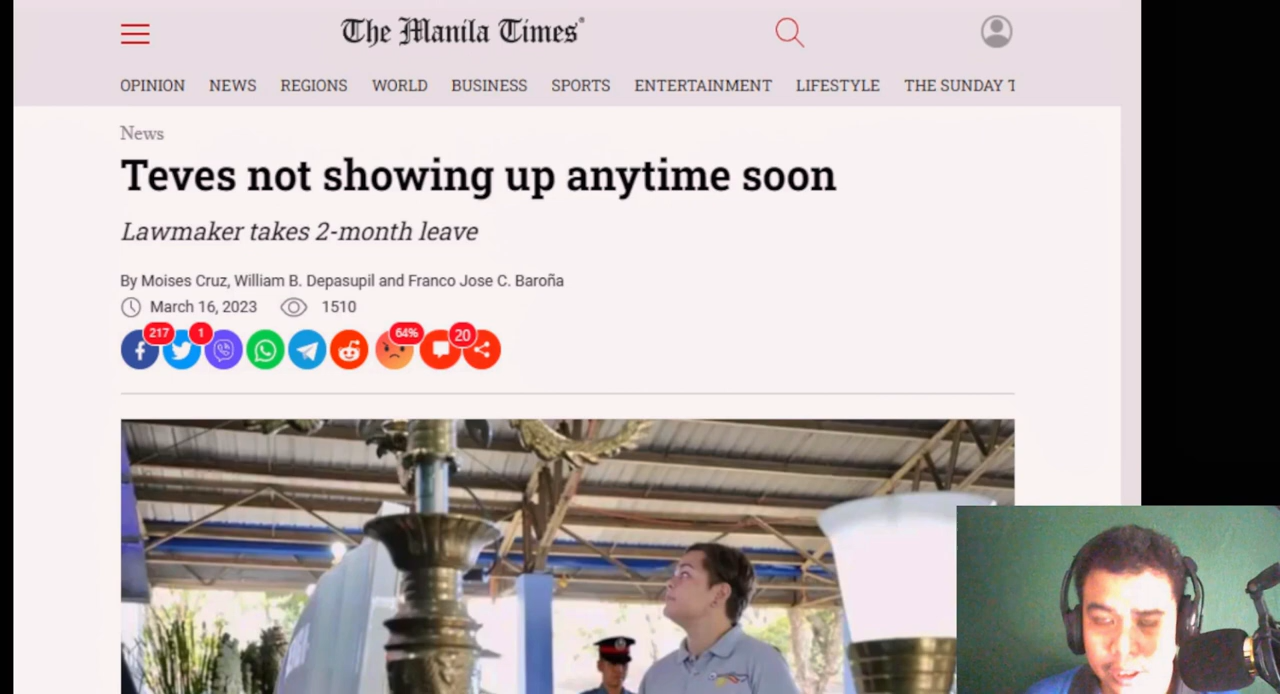 The Manila Times®
OPINION NEWS REGIONS WORLD BUSINESS SPORTS ENTERTAINMENT LIFESTYLE THE SUNDAY T
News
Teves not showing up anytime soon
Lawmaker takes 2-month leave
By Moises Cruz, William B. Depasupil and Franco Jose C. Baroña
March 16, 2023 1510
217 1 64% 20